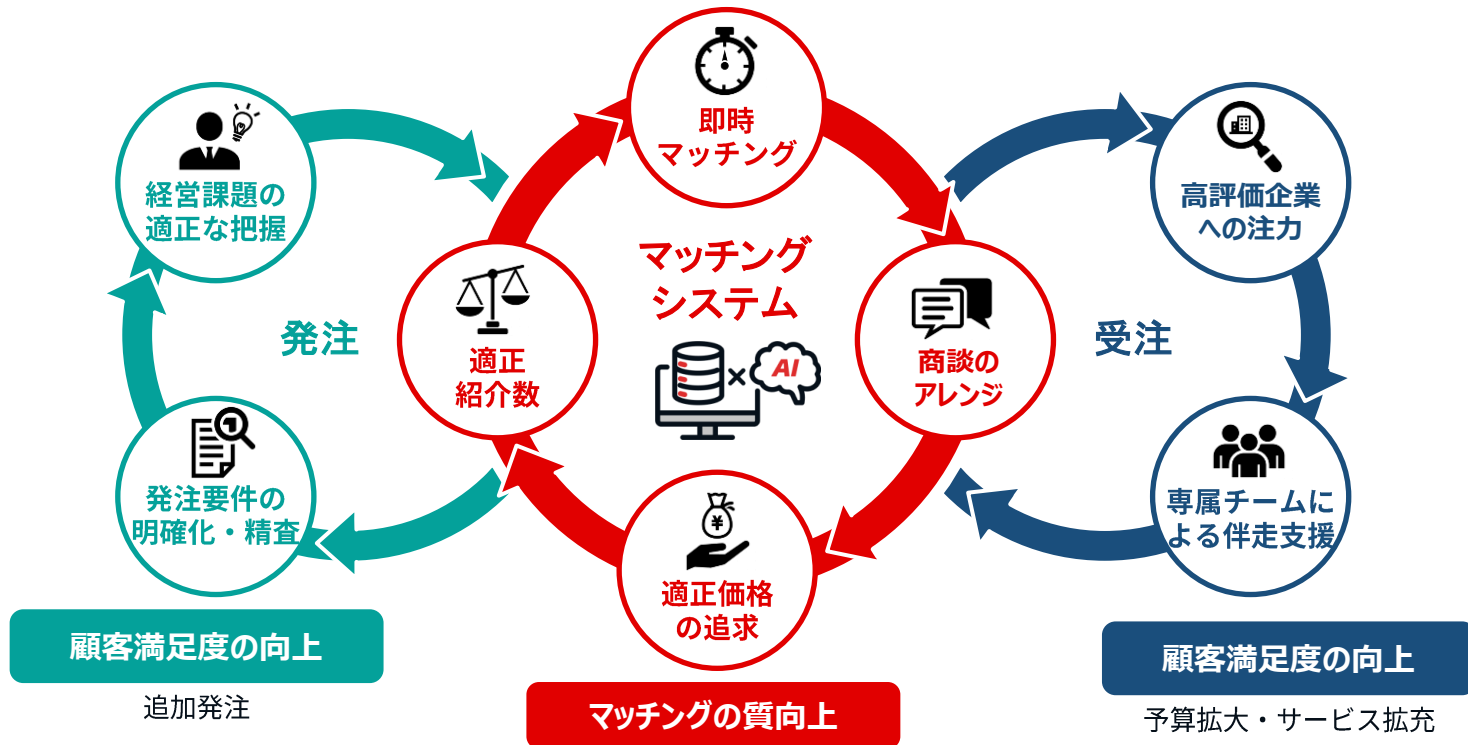 即時
マッチング
経営課題の
適正な把握
高評価企業
への注力
マッチング
システム
AI
発注
受注
適正
紹介数
商談の
アレンジ
発注要件の
明確化・精査
専属チームに
よる伴走支援
¥
適正価格
の追求
顧客満足度の向上
追加発注
マッチングの質向上
顧客満足度の向上
予算拡大・サービス拡充